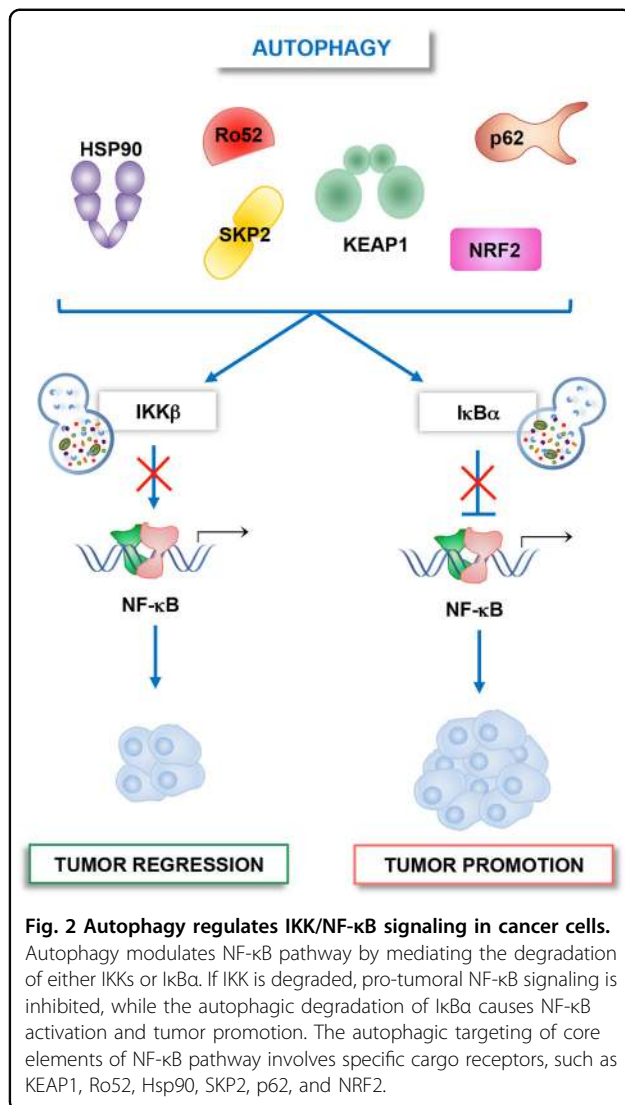 AUTOPHAGY
HSP90
Ro52
SKP2
KEAP1
p62
NRF2
IKKβ
IκBα
NF-κB
NF-κB
TUMOR REGRESSION
TUMOR PROMOTION
Fig. 2 Autophagy regulates IKK/NF-κB signaling in cancer cells.
Autophagy modulates NF-κB pathway by mediating the degradation
of either IKKs or IκBα. If IKK is degraded, pro-tumoral NF-κB signaling is
inhibited, while the autophagic degradation of IκBα causes NF-κB
activation and tumor promotion. The autophagic targeting of core
elements of NF-κB pathway involves specific cargo receptors, such as
KEAP1, Ro52, Hsp90, SKP2, p62, and NRF2.